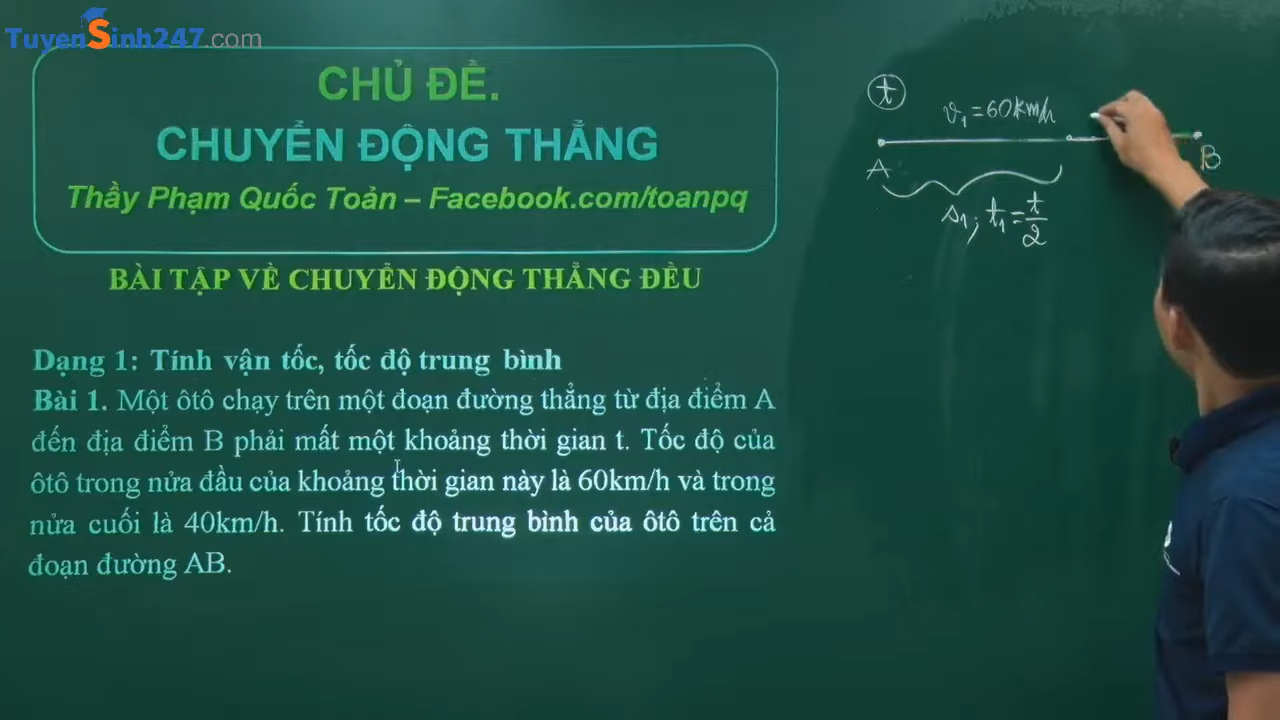 TuyenSinh247.com
CHỦ ĐỀ.
CHUYỂN ĐỘNG THẲNG
Thầy Phạm Quốc Toản – Facebook.com/toanpq
BÀI TẬP VỀ CHUYỂN ĐỘNG THẲNG ĐỀU
Dạng 1: Tính vận tốc, tốc độ trung bình
Bài 1. Một ôtô chạy trên một đoạn đường thẳng từ địa điểm A
đến địa điểm B phải mất một khoảng thời gian t. Tốc độ của
ôtô trong nửa đầu của khoảng thời gian này là 60km/h và trong
nửa cuối là 40km/h. Tính tốc độ trung bình của ôtô trên cả
đoạn đường AB.
t
v₁ = 60km/h
A B
s₁; t₁ = t/2